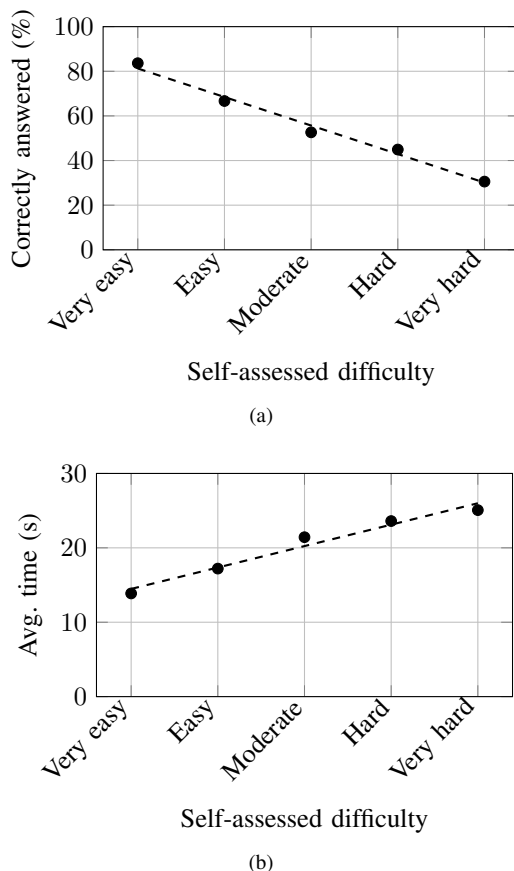 Correctly answered (%)
100
80
60
40
20
0
Very easy
Easy
Moderate
Hard
Very hard
Self-assessed difficulty
(a)
Avg. time (s)
30
20
10
0
Very easy
Easy
Moderate
Hard
Very hard
Self-assessed difficulty
(b)